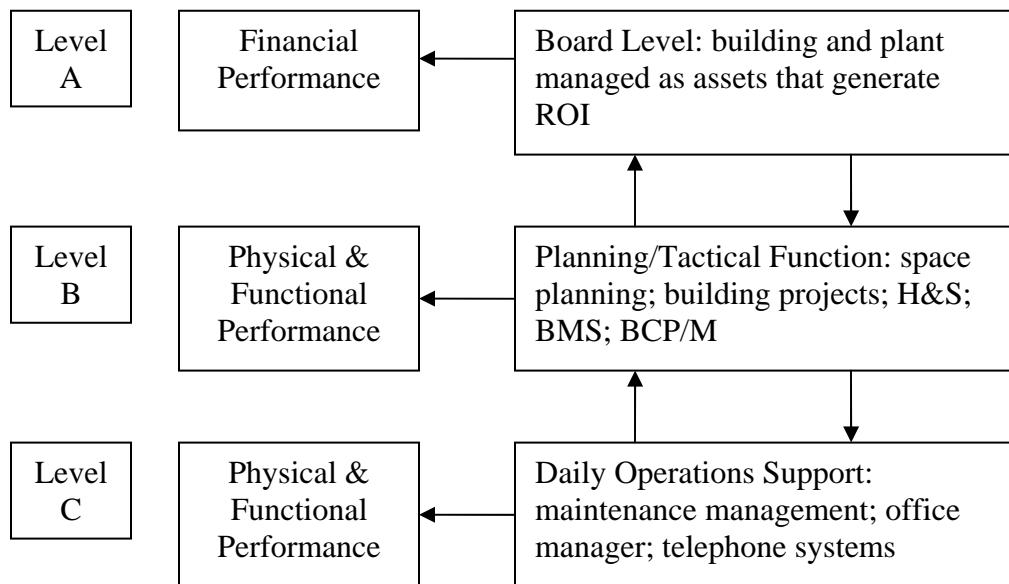 Level
A
Financial
Performance
Board Level: building and plant
managed as assets that generate
ROI
Level
B
Physical &
Functional
Performance
Planning/Tactical Function: space
planning; building projects; H&S;
BMS; BCP/M
Level
C
Physical &
Functional
Performance
Daily Operations Support:
maintenance management; office
manager; telephone systems